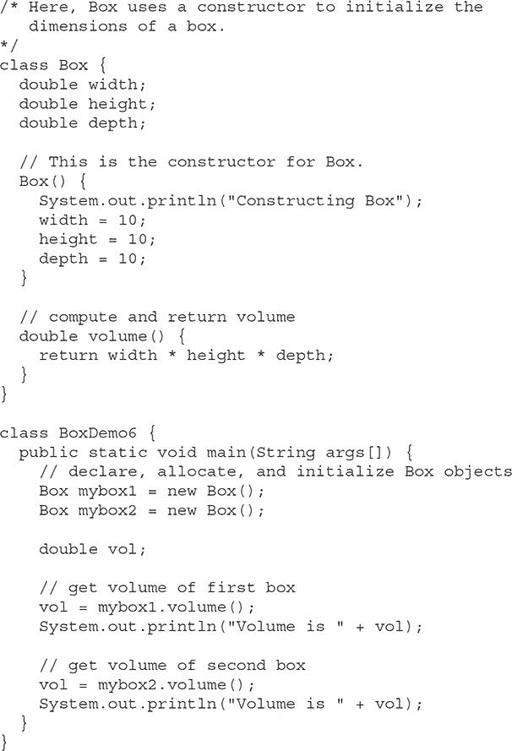 /* Here, Box uses a constructor to initialize the
   dimensions of a box.
*/
class Box {
  double width;
  double height;
  double depth;

  // This is the constructor for Box.
  Box() {
    System.out.println("Constructing Box");
    width = 10;
    height = 10;
    depth = 10;
  }

  // compute and return volume
  double volume() {
    return width * height * depth;
  }
}

class BoxDemo6 {
  public static void main(String args[]) {
    // declare, allocate, and initialize Box objects
    Box mybox1 = new Box();
    Box mybox2 = new Box();

    double vol;

    // get volume of first box
    vol = mybox1.volume();
    System.out.println("Volume is " + vol);

    // get volume of second box
    vol = mybox2.volume();
    System.out.println("Volume is " + vol);
  }
}